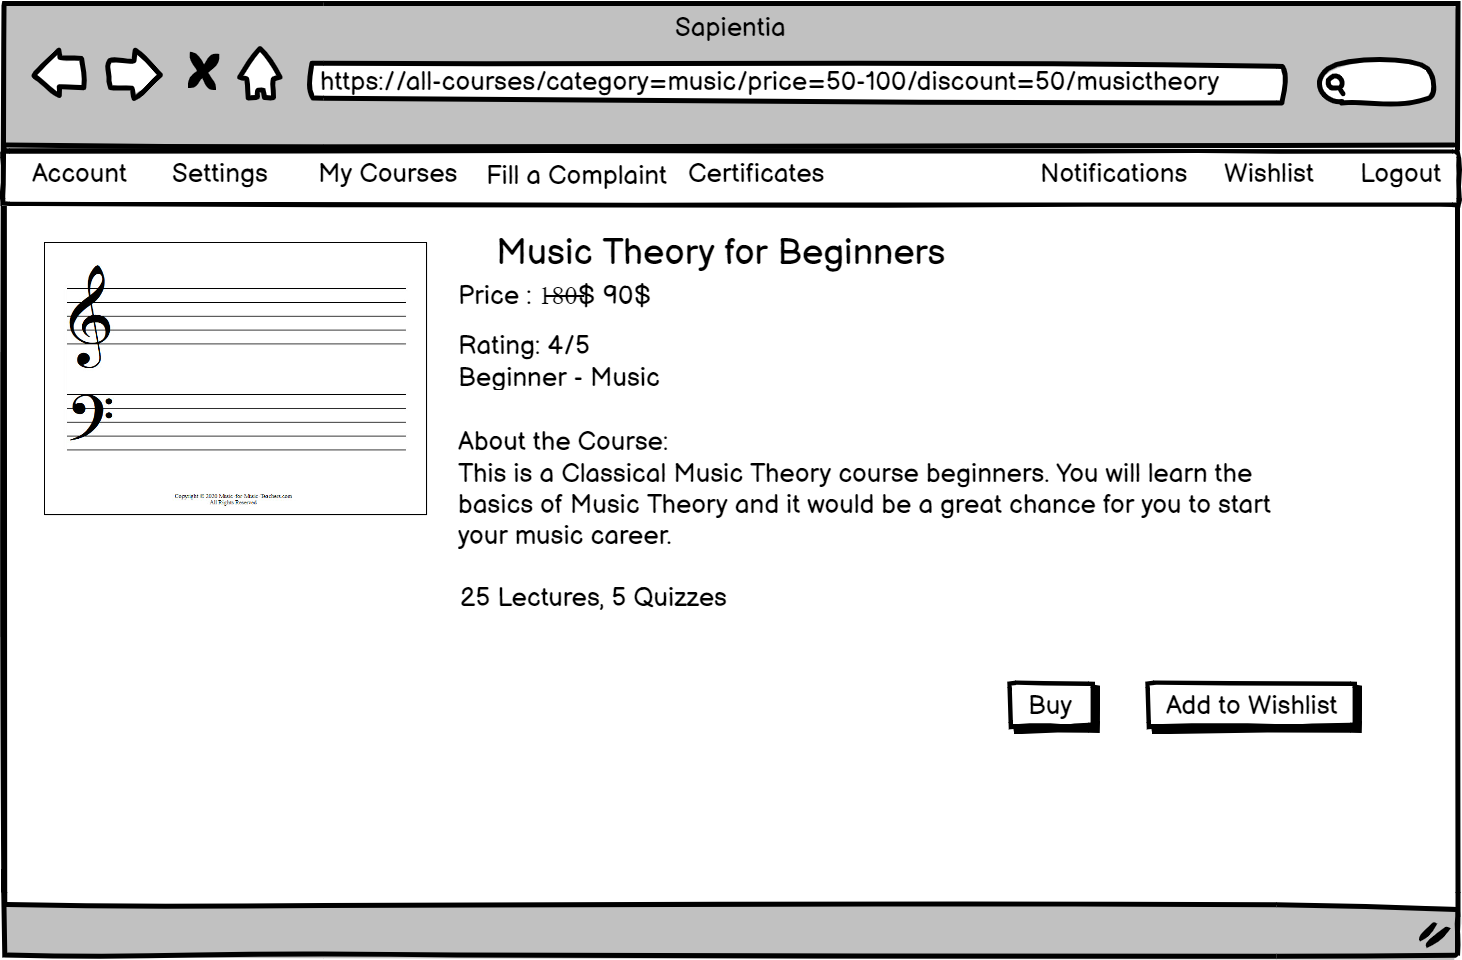 Sapientia
https://all-courses/category=music/price=50-100/discount=50/musictheory
Account Settings My Courses Fill a Complaint Certificates Notifications Wishlist Logout
Music Theory for Beginners
Price : 180$ 90$
Rating: 4/5
Beginner - Music
About the Course:
This is a Classical Music Theory course beginners. You will learn the
basics of Music Theory and it would be a great chance for you to start
your music career.
25 Lectures, 5 Quizzes
Copyright © 2020 Music for Music Teachers.com
All Rights Reserved
Buy Add to Wishlist